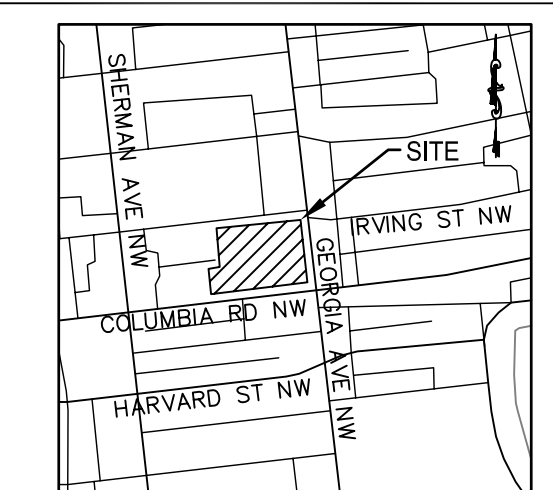 SHERMAN AVE NW
SITE
IRVING ST NW
GEORGIA AVE NW
COLUMBIA RD NW
HARVARD ST NW